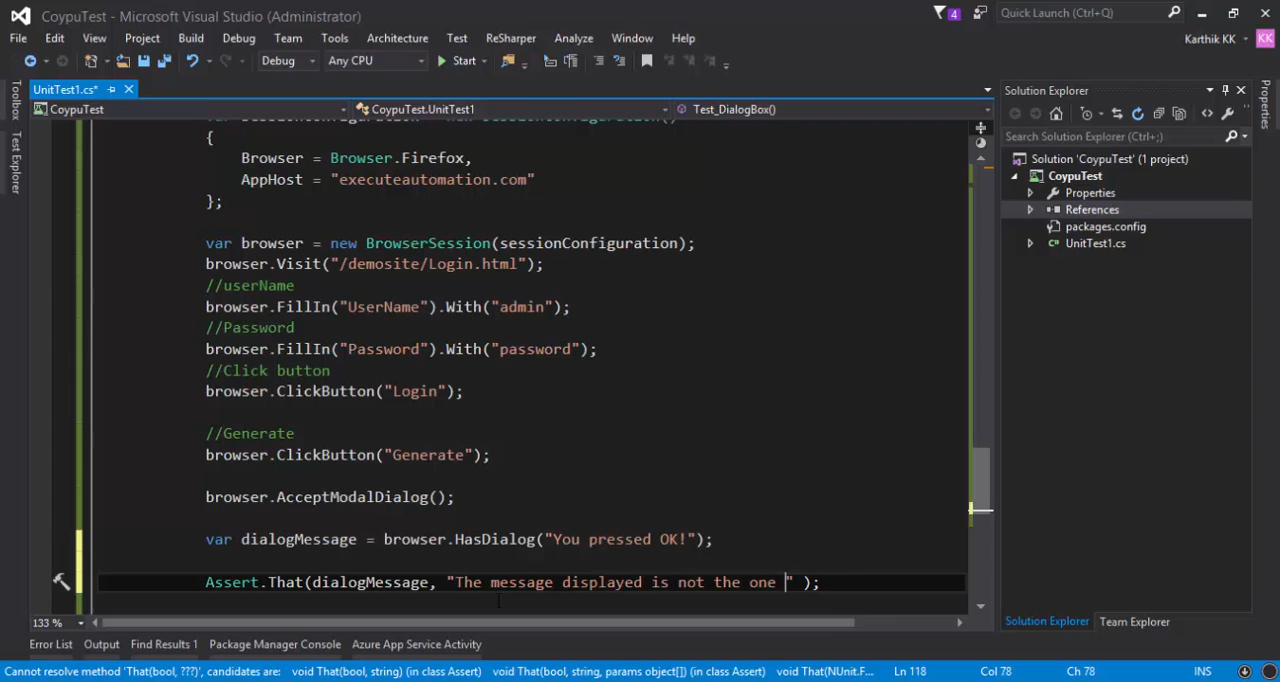 CoypuTest - Microsoft Visual Studio (Administrator)
4
Quick Launch (Ctrl+Q)
File Edit View Project Build Debug Team Tools Architecture Test ReSharper Analyze Window Help
Karthik KK KK
Debug Any CPU Start
Toolbox
Test Explorer
UnitTest1.cs*
CoypuTest CoypuTest.UnitTest1 Test_DialogBox()
{
Browser = Browser.Firefox,
AppHost = "executeautomation.com"
};
var browser = new BrowserSession(sessionConfiguration);
browser.Visit("/demosite/Login.html");
//userName
browser.FillIn("UserName").With("admin");
//Password
browser.FillIn("Password").With("password");
//Click button
browser.ClickButton("Login");
//Generate
browser.ClickButton("Generate");
browser.AcceptModalDialog();
var dialogMessage = browser.HasDialog("You pressed OK!");
Assert.That(dialogMessage, "The message displayed is not the one " );
133 %
Solution Explorer
Search Solution Explorer (Ctrl+;)
Solution 'CoypuTest' (1 project)
CoypuTest
Properties
References
packages.config
UnitTest1.cs
Solution Explorer Team Explorer
Properties
Error List Output Find Results 1 Package Manager Console Azure App Service Activity
Cannot resolve method 'That(bool, ???)', candidates are: void That(bool, string) (in class Assert) void That(bool, string, params object[]) (in class Assert) void That(NUnit.F... Ln 118 Col 78 Ch 78 INS